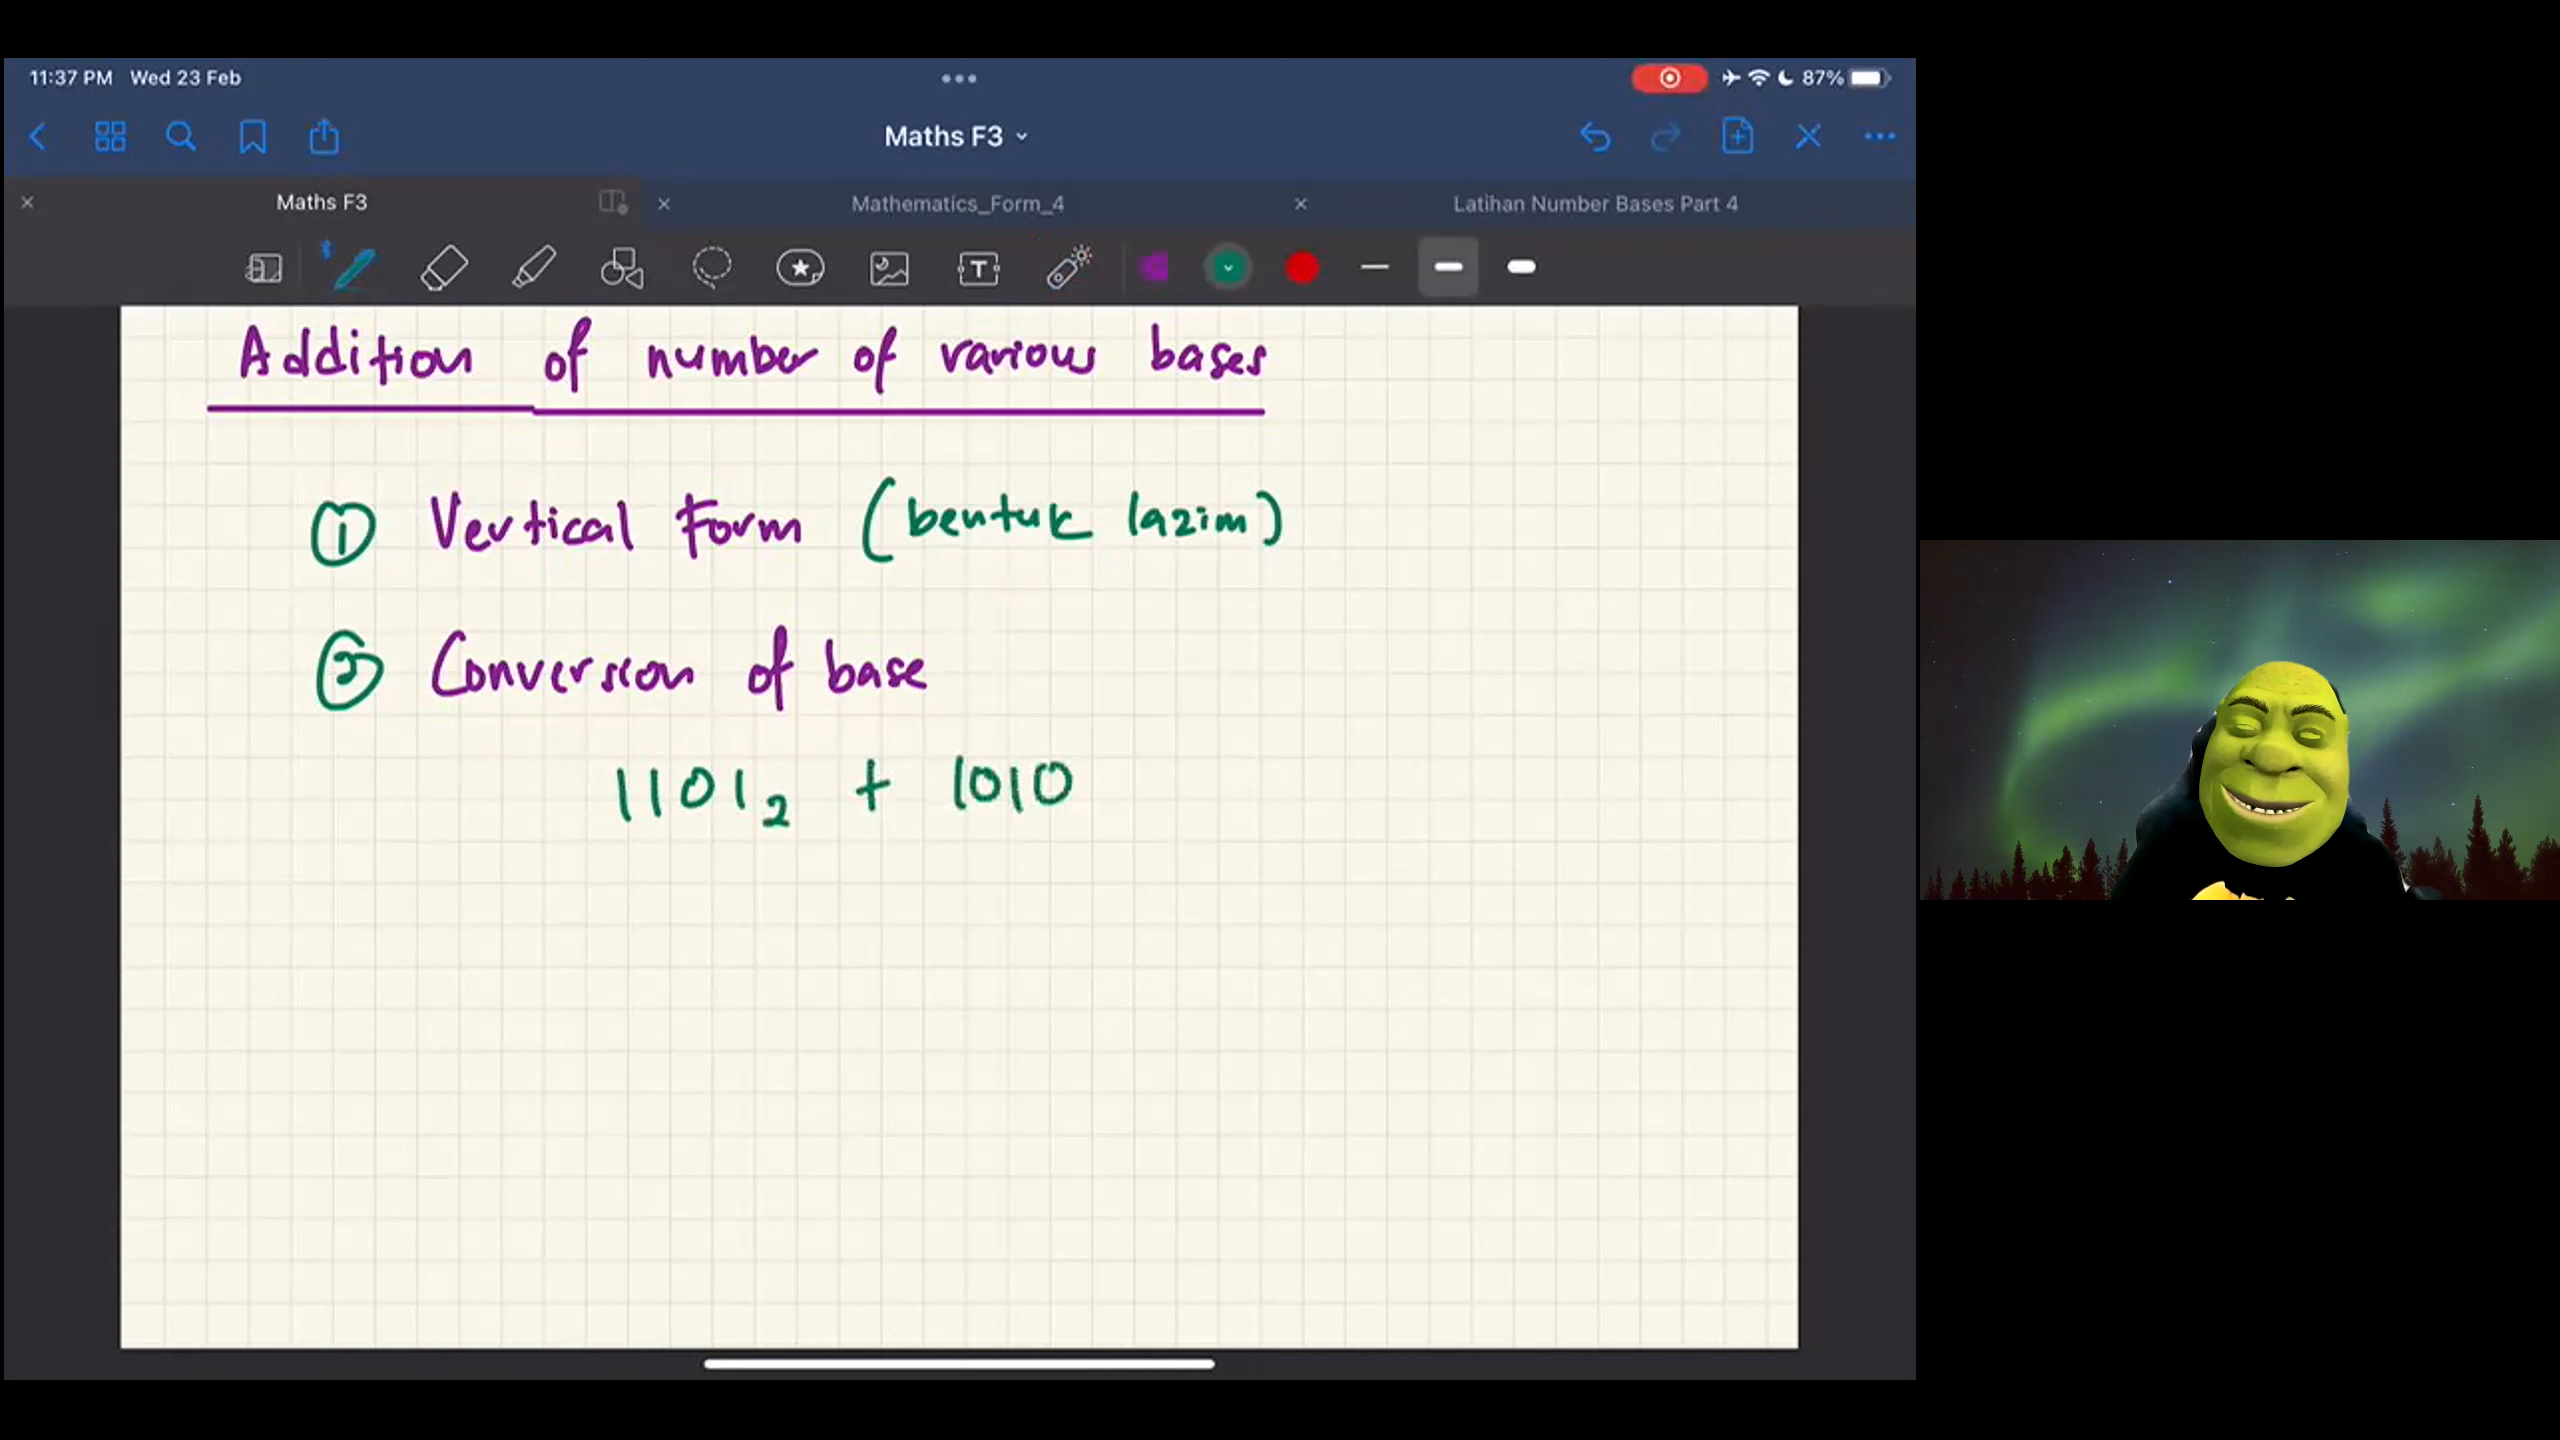 11:37 PM Wed 23 Feb
87%
Maths F3
Maths F3
Mathematics_Form_4
Latihan Number Bases Part 4
T
Addition of number of various bases
① Vertical Form (bentuk lazim)
② Conversion of base
1101₂ + 1010